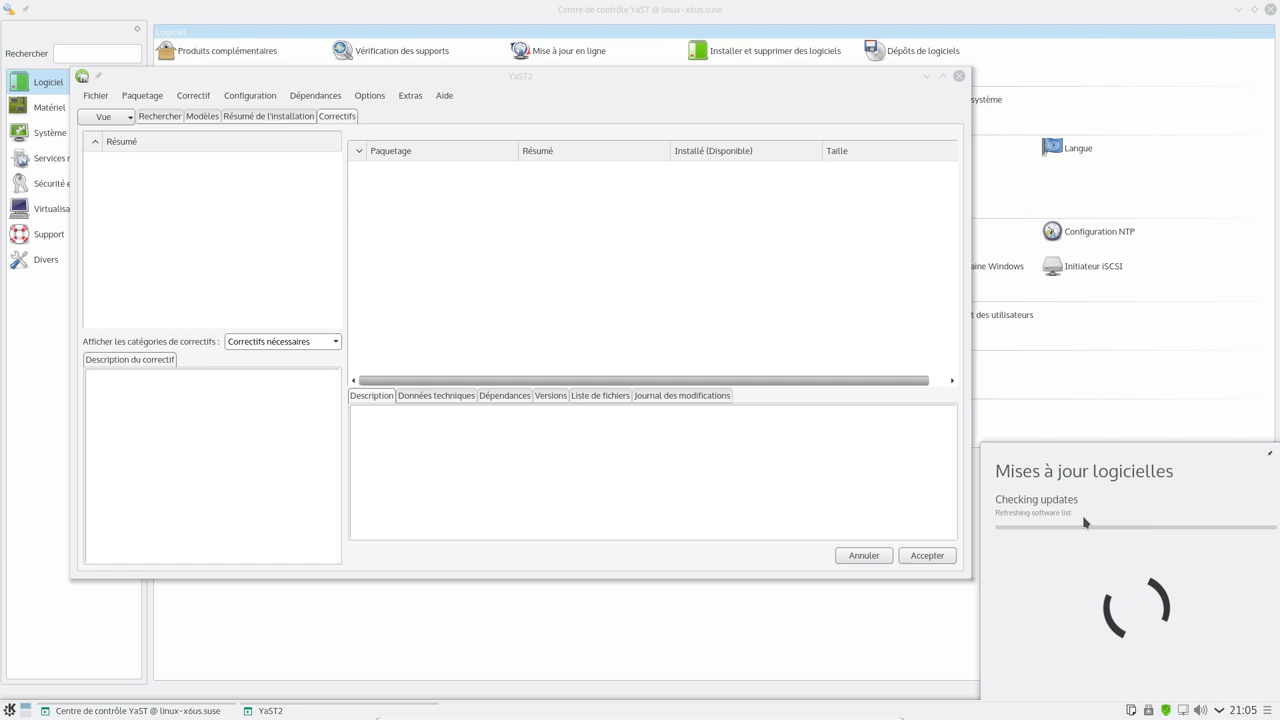 Centre de contrôle YaST @ linux-x6us.suse
Rechercher
Logiciel
Produits complémentaires
Vérification des supports
Mise à jour en ligne
Installer et supprimer des logiciels
Dépôts de logiciels
Logiciel
Matériel
Système
Services r
Sécurité e
Virtualisa
Support
Divers
système
Langue
Configuration NTP
aine Windows
Initiateur iSCSI
t des utilisateurs
YaST2
Fichier Paquetage Correctif Configuration Dépendances Options Extras Aide
Vue Rechercher Modèles Résumé de l'installation Correctifs
Résumé
Paquetage Résumé Installé (Disponible) Taille
Afficher les catégories de correctifs : Correctifs nécessaires
Description du correctif
Description Données techniques Dépendances Versions Liste de fichiers Journal des modifications
Annuler Accepter
Mises à jour logicielles
Checking updates
Refreshing software list
Centre de contrôle YaST @ linux-x6us.suse YaST2 21:05